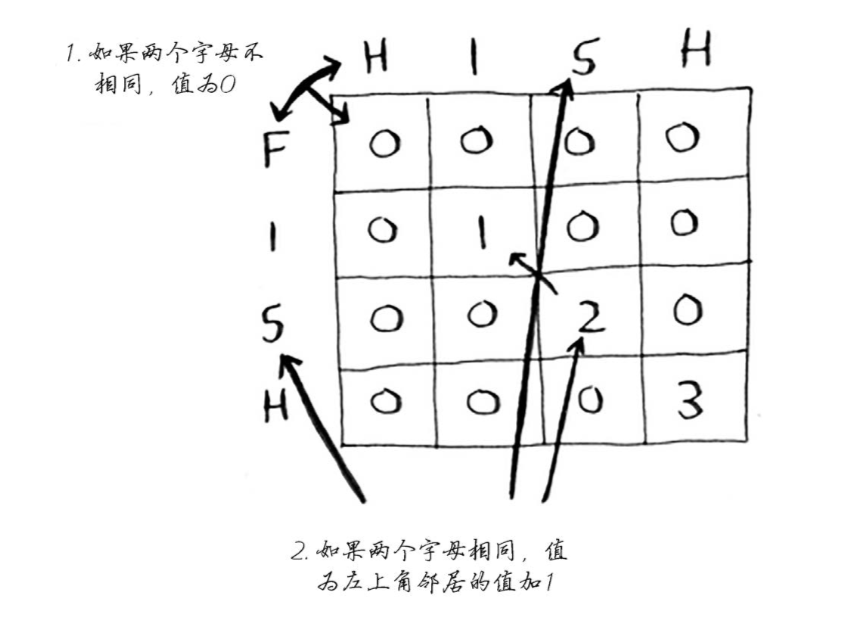 1. 如果两个字母不
相同，值为0
H I S H
F 0 0 0 0
I 0 1 0 0
S 0 0 2 0
H 0 0 0 3
2. 如果两个字母相同，值
为左上角邻居的值加1